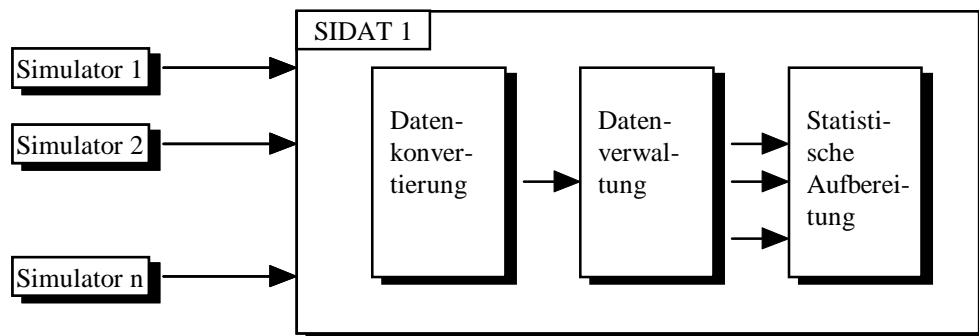 SIDAT 1
Simulator 1
Simulator 2
Simulator n
Daten-
konver-
tierung
Daten-
verwal-
tung
Statisti-
sche
Aufberei-
tung